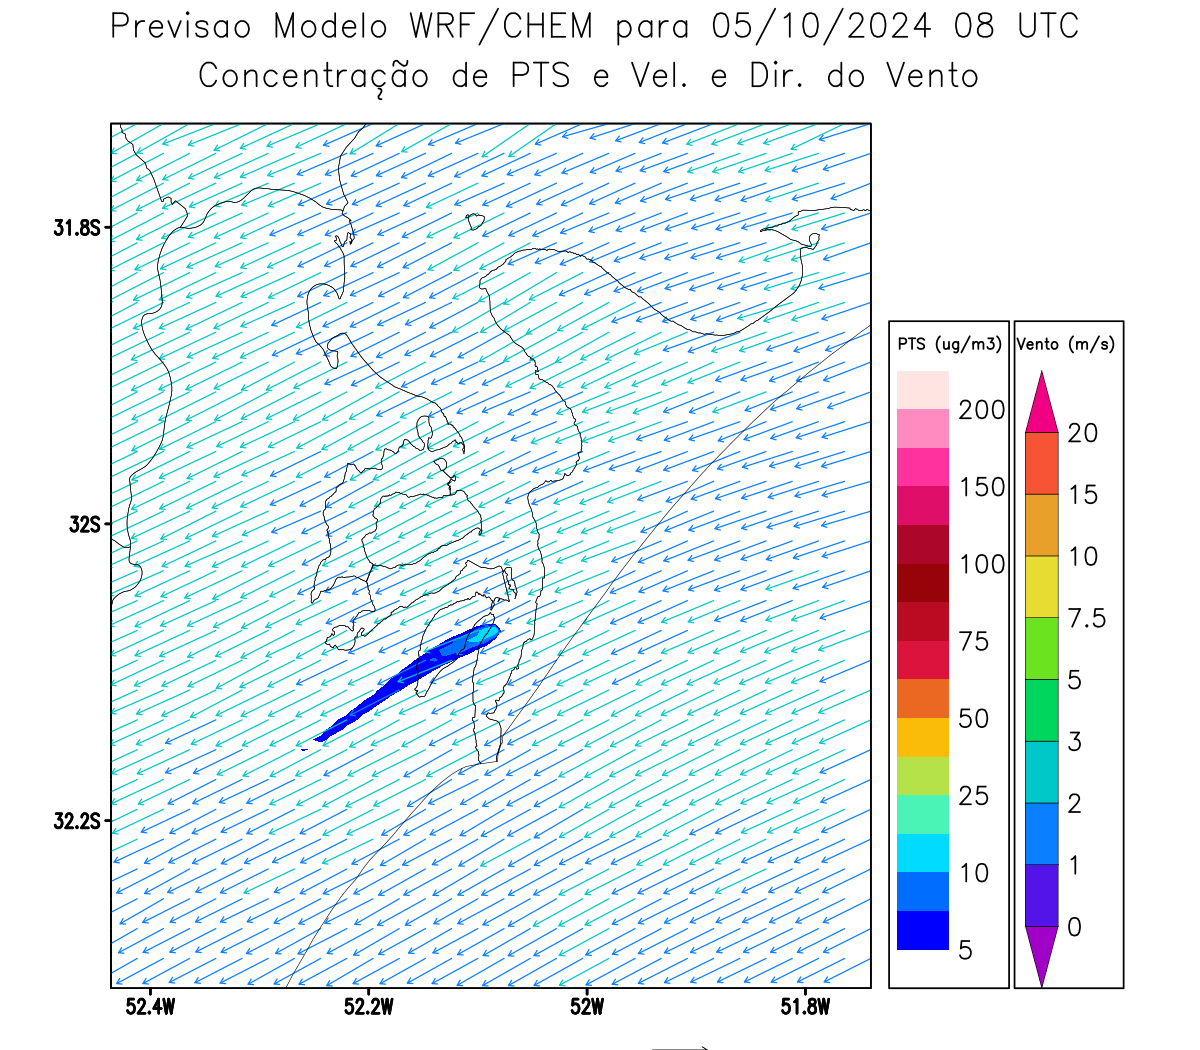 Previsao Modelo WRF/CHEM para 05/10/2024 08 UTC
Concentração de PTS e Vel. e Dir. do Vento
31.8S
32S
32.2S
52.4W
52.2W
52W
51.8W
PTS (ug/m3)
200
150
100
75
50
25
10
5
Vento (m/s)
20
15
10
7.5
5
3
2
1
0